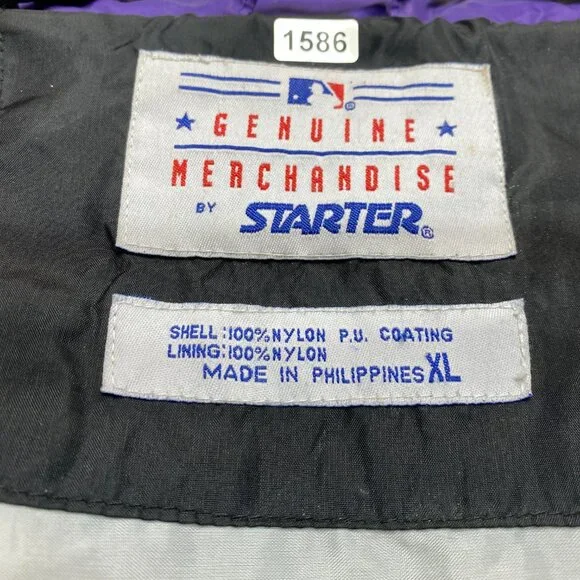 1586
GENUINE
MERCHANDISE
BY STARTER®
SHELL:100%NYLON P.U. COATING
LINING:100%NYLON
MADE IN PHILIPPINES XL